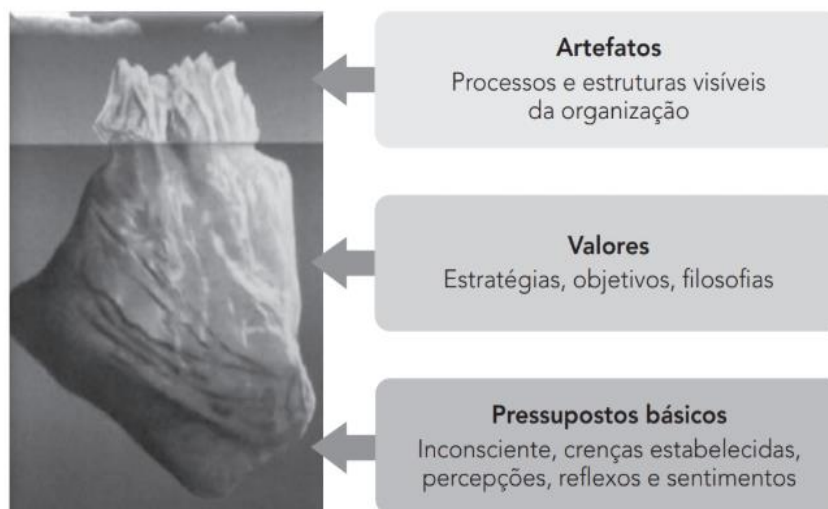 Artefatos
Processos e estruturas visíveis
da organização
Valores
Estratégias, objetivos, filosofias
Pressupostos básicos
Inconsciente, crenças estabelecidas,
percepções, reflexos e sentimentos